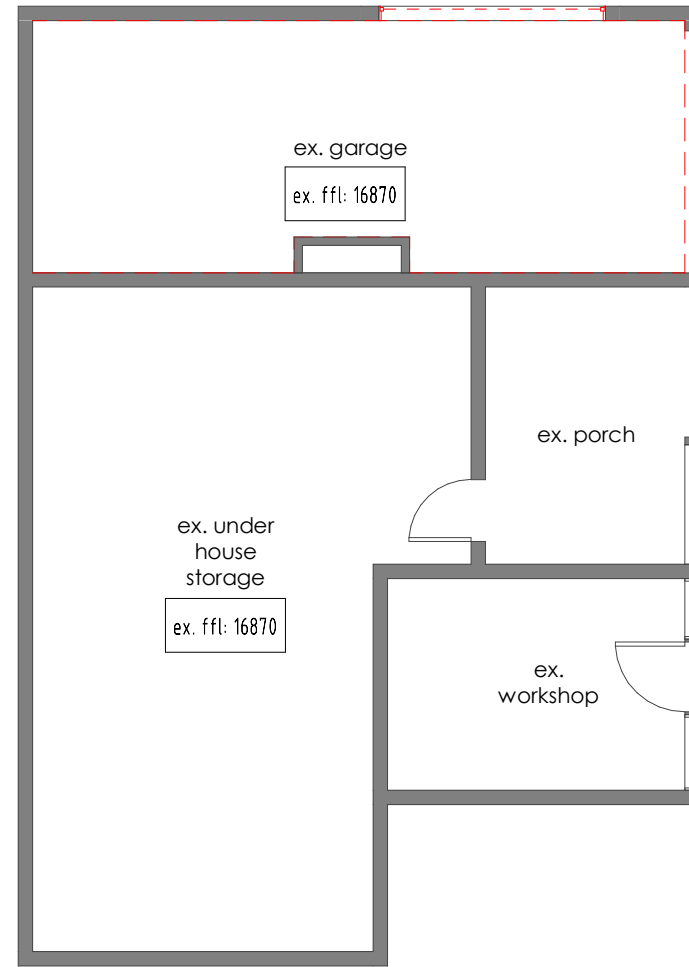 ex. garage
ex. ffl: 16870
ex. porch
ex. under
house
storage
ex. ffl: 16870
ex.
workshop